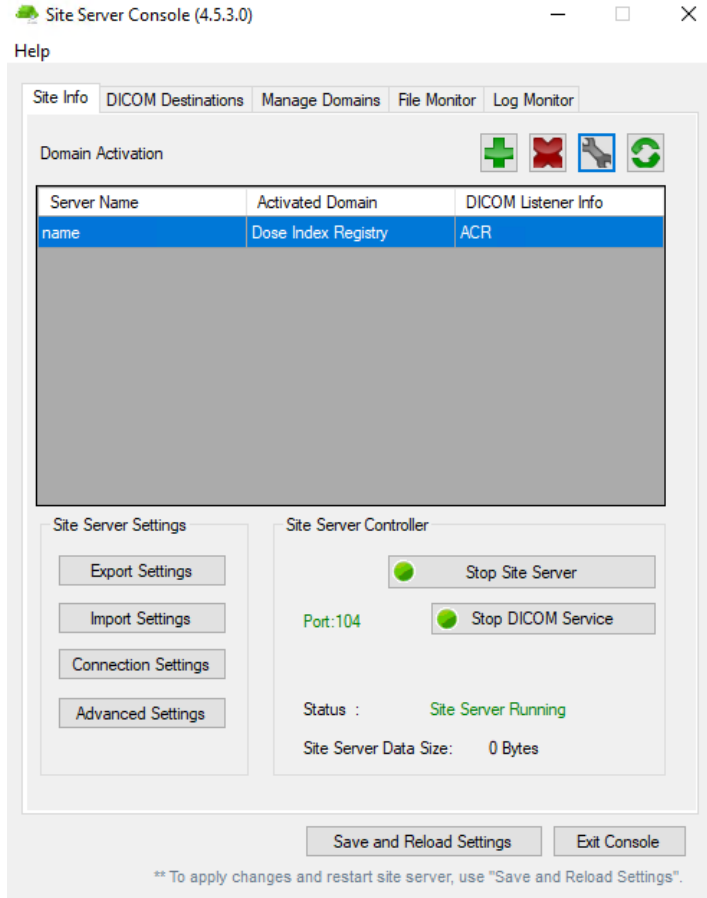 Site Server Console (4.5.3.0)
Help
Site Info DICOM Destinations Manage Domains File Monitor Log Monitor
Domain Activation
Server Name Activated Domain DICOM Listener Info
name Dose Index Registry ACR
Site Server Settings
Export Settings
Import Settings
Connection Settings
Advanced Settings
Site Server Controller
Stop Site Server
Port:104 Stop DICOM Service
Status : Site Server Running
Site Server Data Size: 0 Bytes
Save and Reload Settings Exit Console
** To apply changes and restart site server, use "Save and Reload Settings".